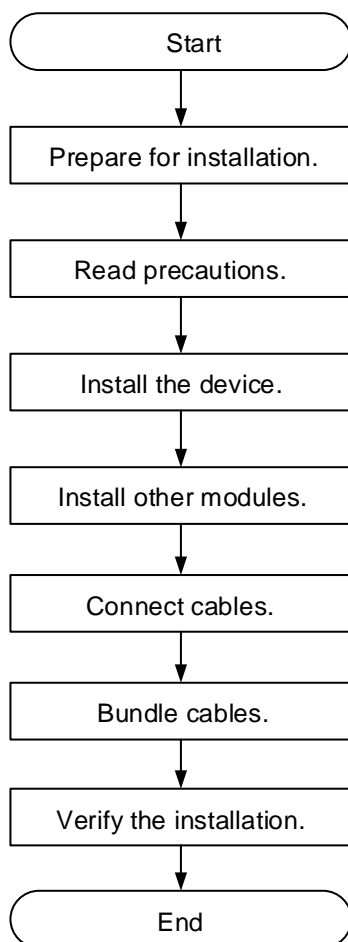 Start
Prepare for installation.
Read precautions.
Install the device.
Install other modules.
Connect cables.
Bundle cables.
Verify the installation.
End